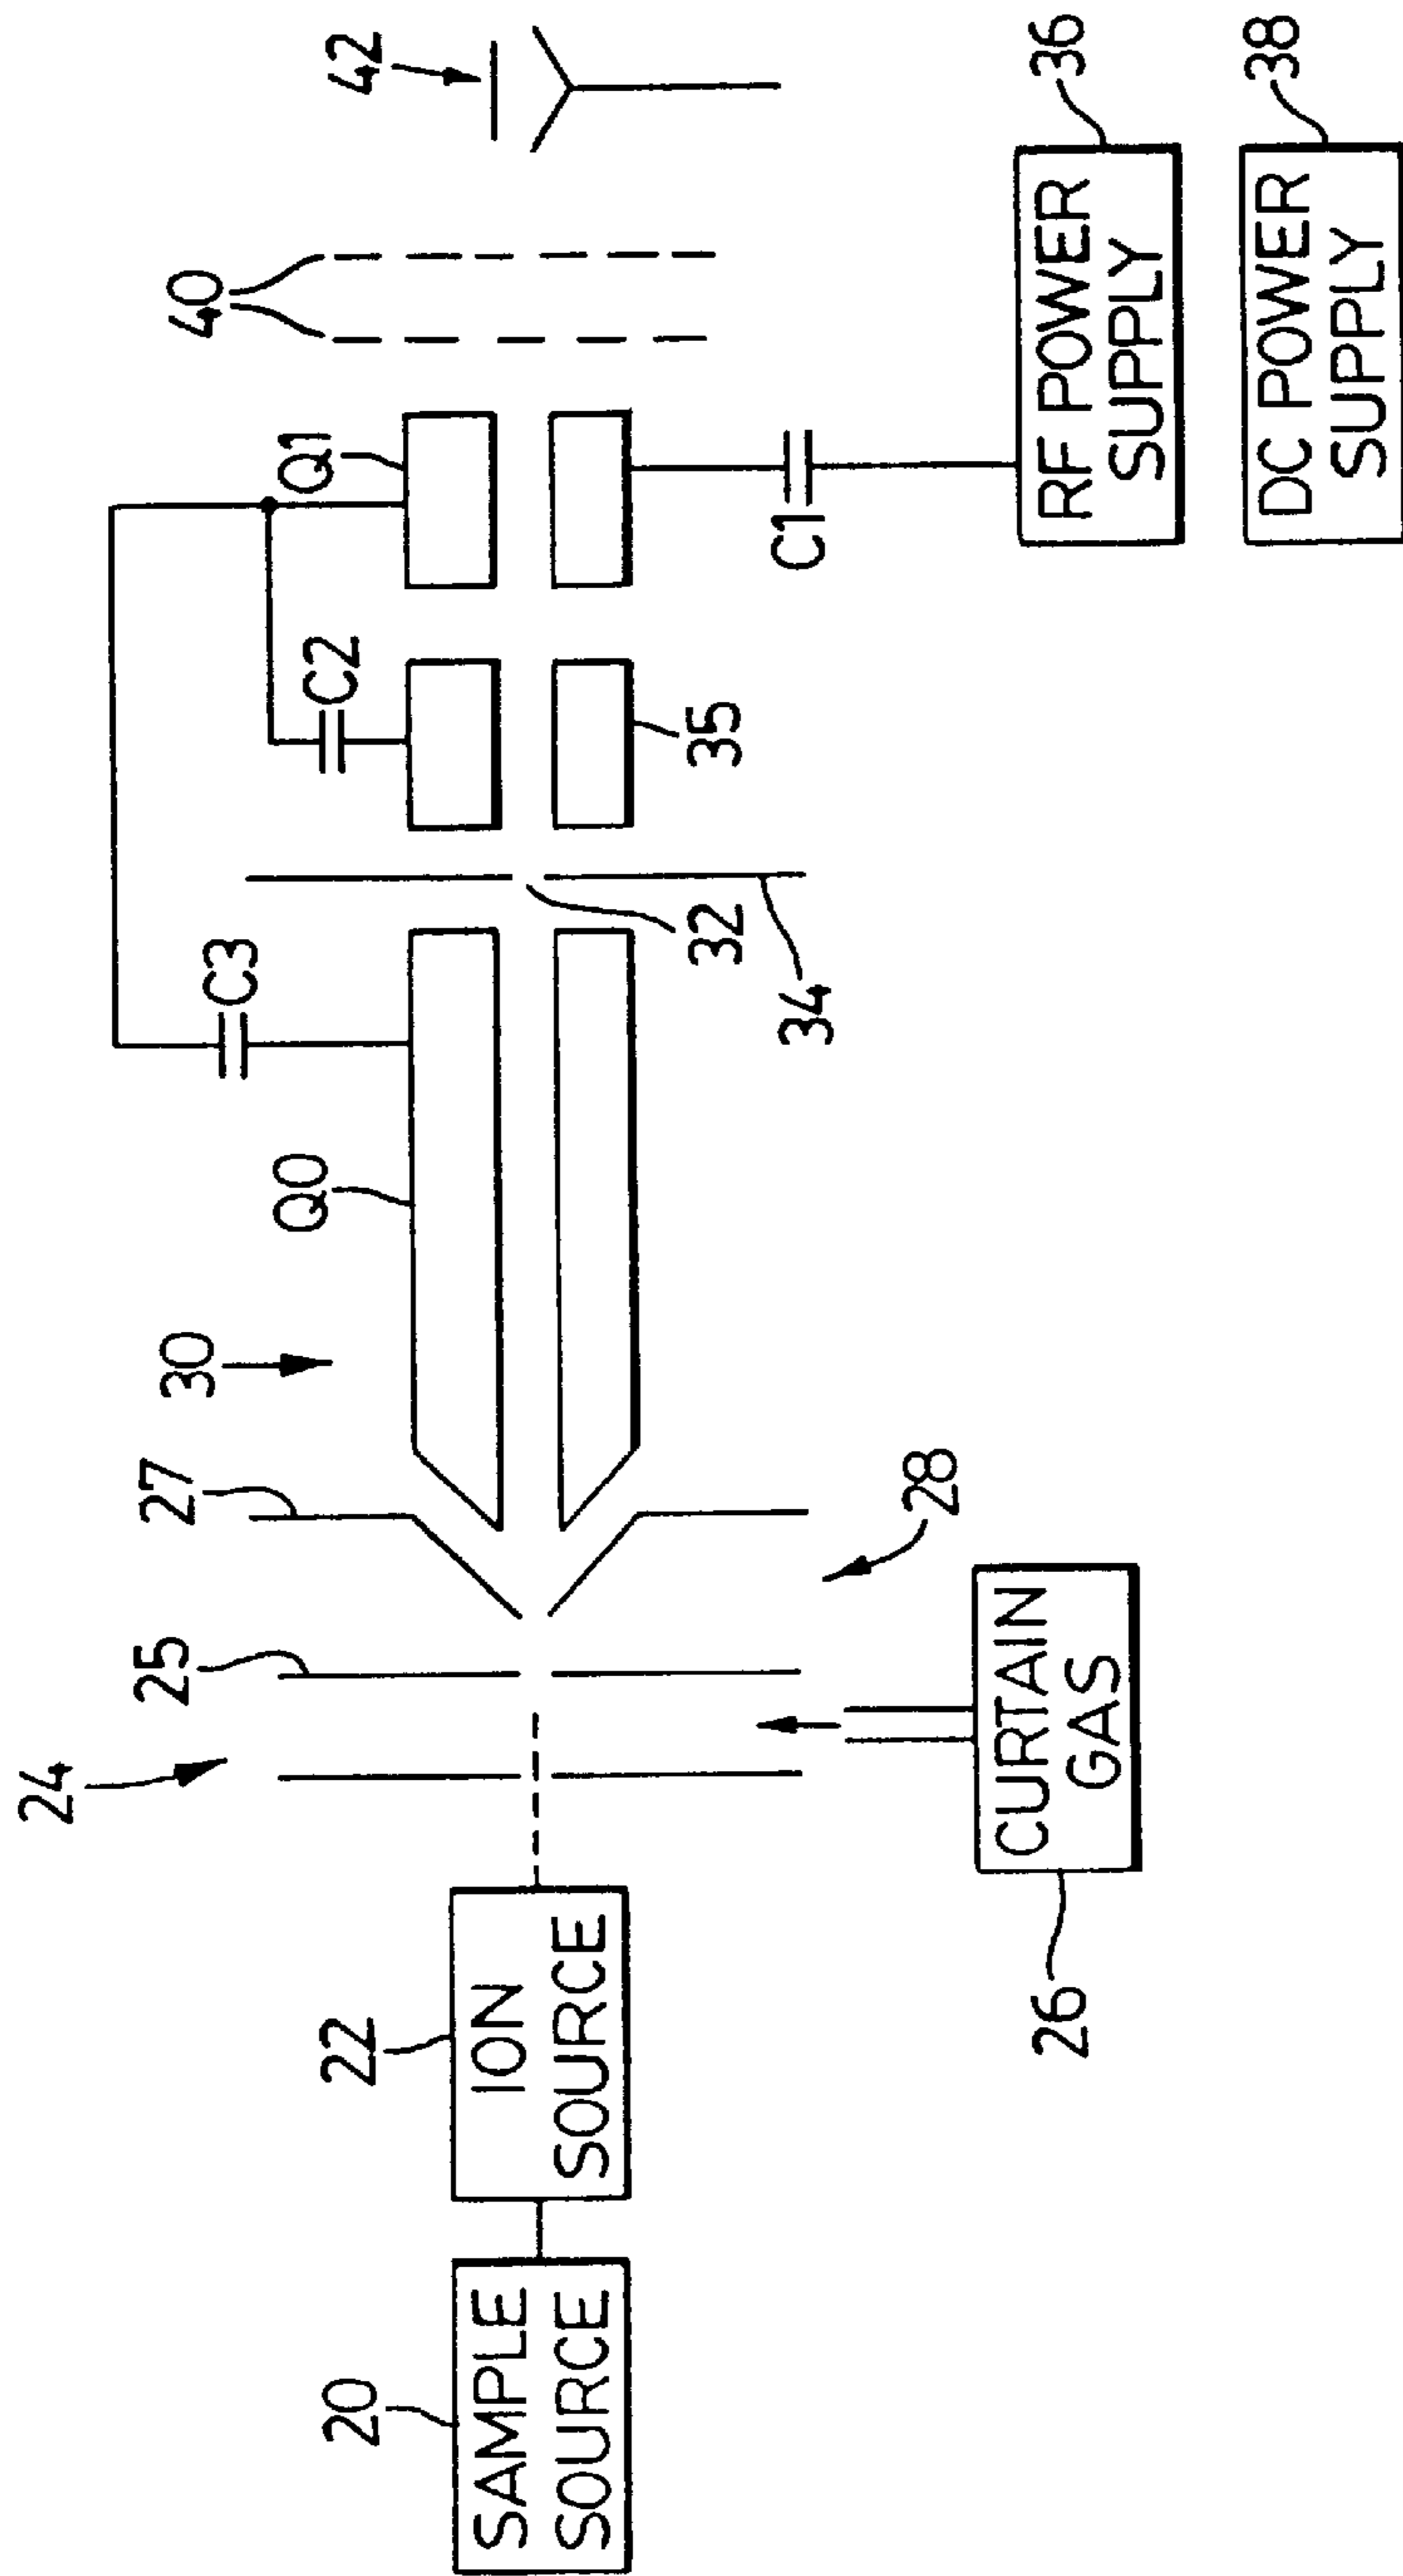 20
SAMPLE
SOURCE
22
ION
SOURCE
24
25
27
28
CURTAIN
GAS
26
30
Q0
C3
32
34
C2
35
Q1
C1
40
42
RF POWER
SUPPLY
36
DC POWER
SUPPLY
38